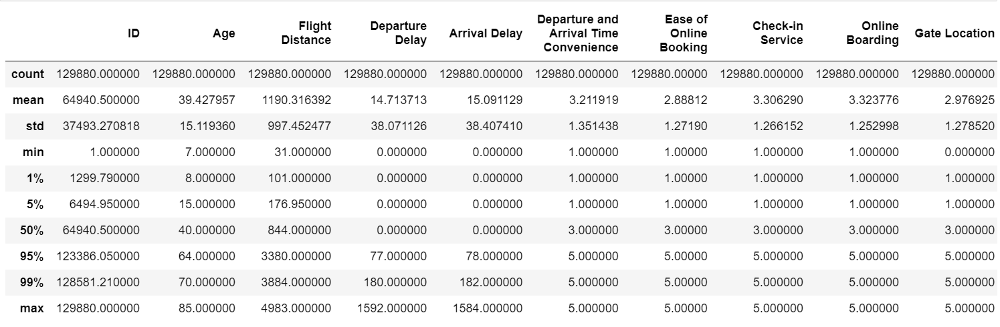 ID Age Flight Distance Departure Delay Arrival Delay Departure and Arrival Time Convenience Ease of Online Booking Check-in Service Online Boarding Gate Location
count 129880.000000 129880.000000 129880.000000 129880.000000 129880.000000 129880.000000 129880.00000 129880.000000 129880.000000 129880.000000
mean 64940.500000 39.427957 1190.316392 14.713713 15.091129 3.211919 2.88812 3.306290 3.323776 2.976925
std 37493.270818 15.119360 997.452477 38.071126 38.407410 1.351438 1.27190 1.266152 1.252998 1.278520
min 1.000000 7.000000 31.000000 0.000000 0.000000 1.000000 1.00000 1.000000 1.000000 0.000000
1% 1299.790000 8.000000 101.000000 0.000000 0.000000 1.000000 1.00000 1.000000 1.000000 1.000000
5% 6494.950000 15.000000 176.950000 0.000000 0.000000 1.000000 1.00000 1.000000 1.000000 1.000000
50% 64940.500000 40.000000 844.000000 0.000000 0.000000 3.000000 3.00000 3.000000 3.000000 3.000000
95% 123386.050000 64.000000 3380.000000 77.000000 78.000000 5.000000 5.00000 5.000000 5.000000 5.000000
99% 128581.210000 70.000000 3884.000000 180.000000 182.000000 5.000000 5.00000 5.000000 5.000000 5.000000
max 129880.000000 85.000000 4983.000000 1592.000000 1584.000000 5.000000 5.00000 5.000000 5.000000 5.000000